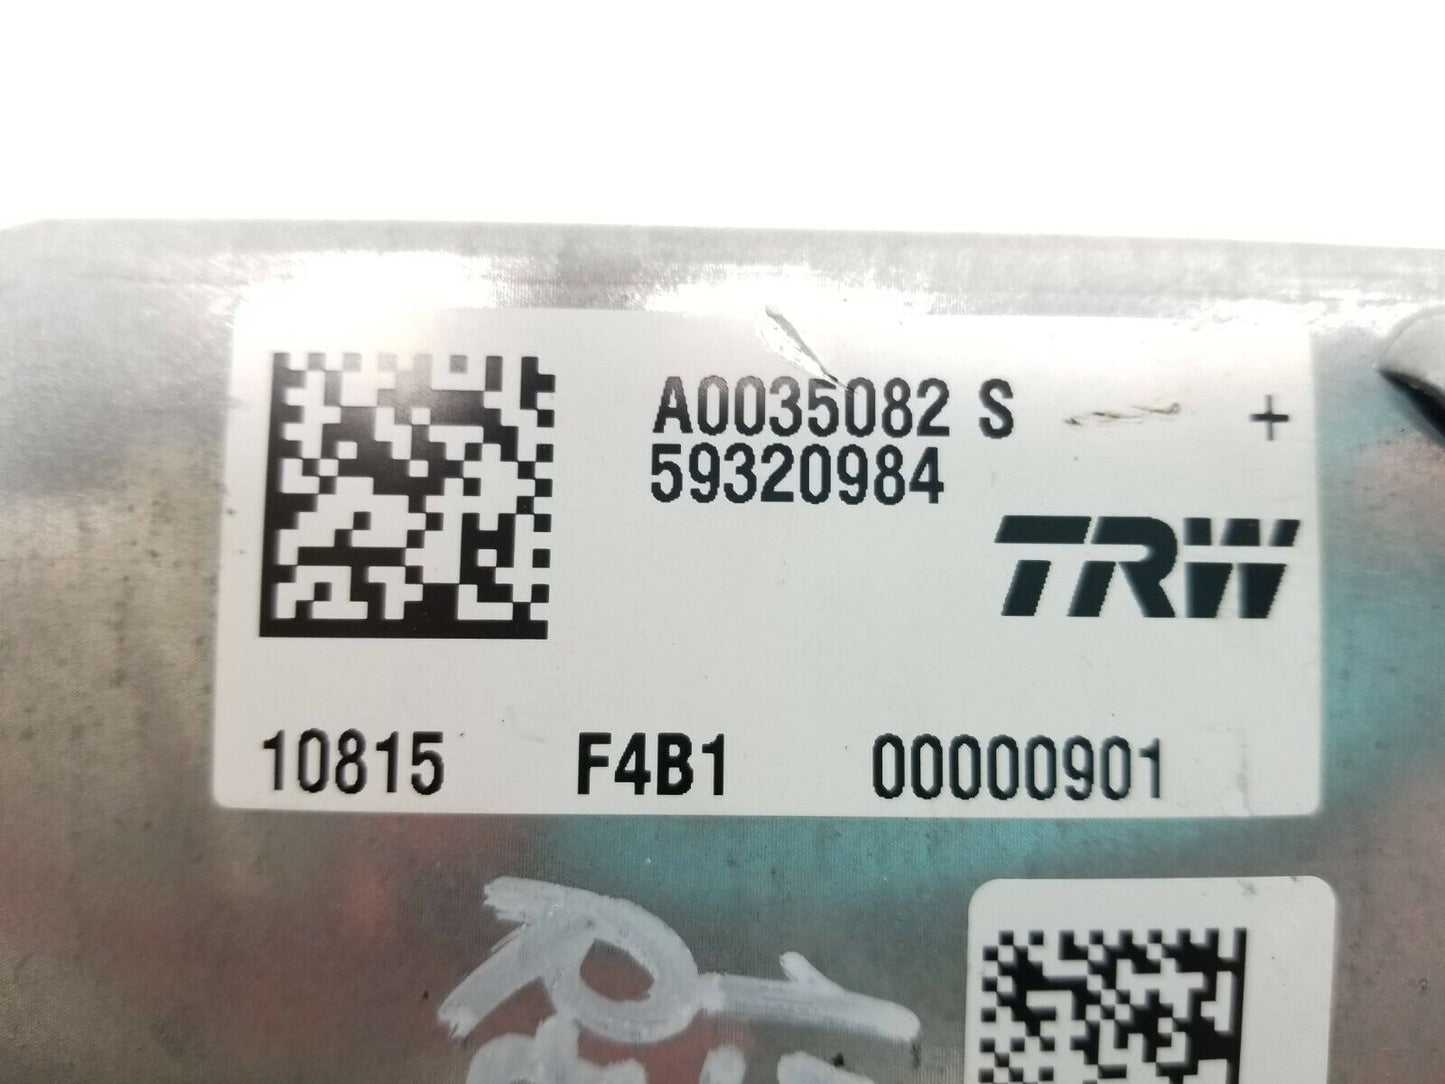 A0035082 S +
59320984
TRW
10815 F4B1 00000901